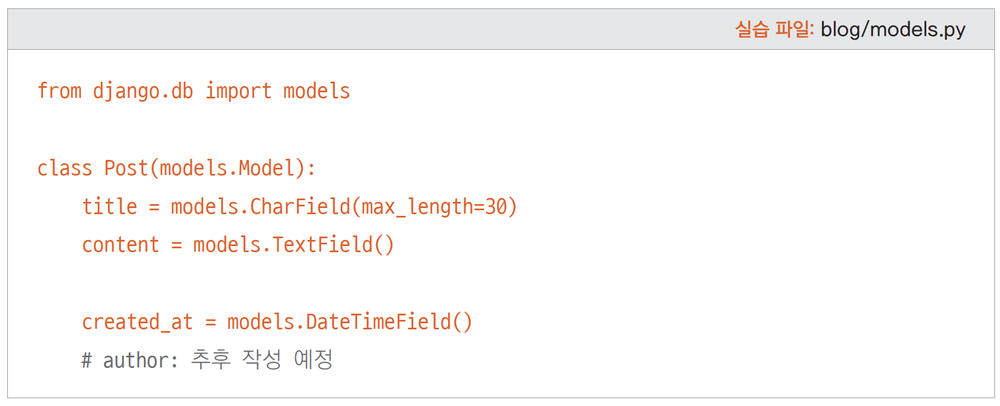 실습 파일: blog/models.py
from django.db import models
class Post(models.Model):
    title = models.CharField(max_length=30)
    content = models.TextField()
    created_at = models.DateTimeField()
    # author: 추후 작성 예정